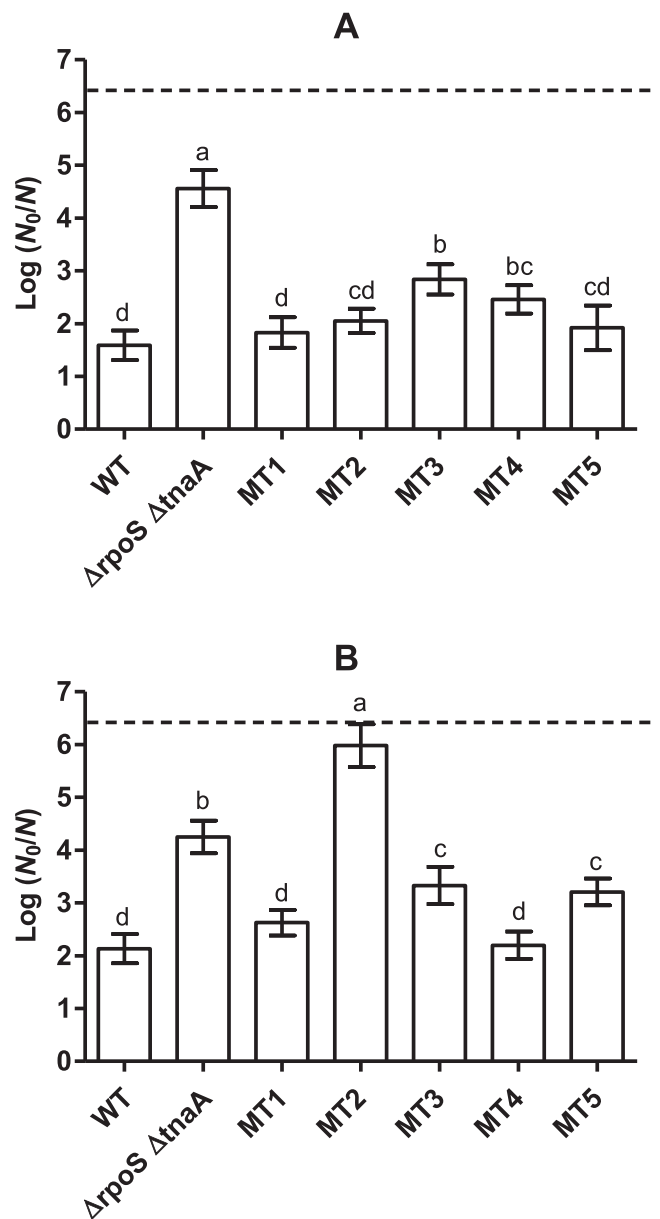 A
7
6
5
4
3
2
1
0
Log (N₀/N)
d
a
d
cd
b
bc
cd
WT
ΔrpoS ΔtnaA
MT1
MT2
MT3
MT4
MT5
B
7
6
5
4
3
2
1
0
Log (N₀/N)
d
b
d
a
c
d
c
WT
ΔrpoS ΔtnaA
MT1
MT2
MT3
MT4
MT5